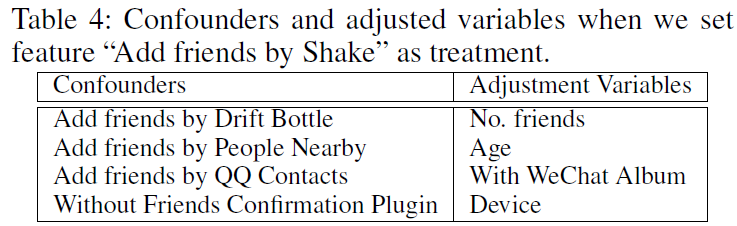 Table 4: Confounders and adjusted variables when we set
feature “Add friends by Shake” as treatment.
Confounders Adjustment Variables
Add friends by Drift Bottle No. friends
Add friends by People Nearby Age
Add friends by QQ Contacts With WeChat Album
Without Friends Confirmation Plugin Device